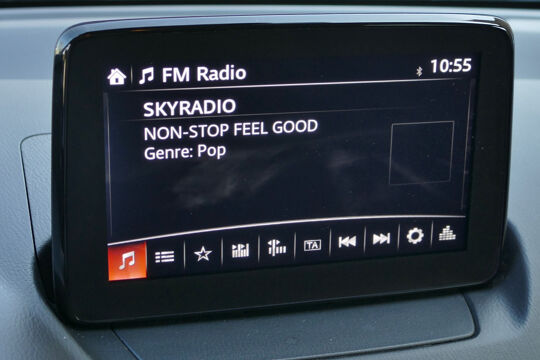 FM Radio 10:55
SKYRADIO
NON-STOP FEEL GOOD
Genre: Pop
TA